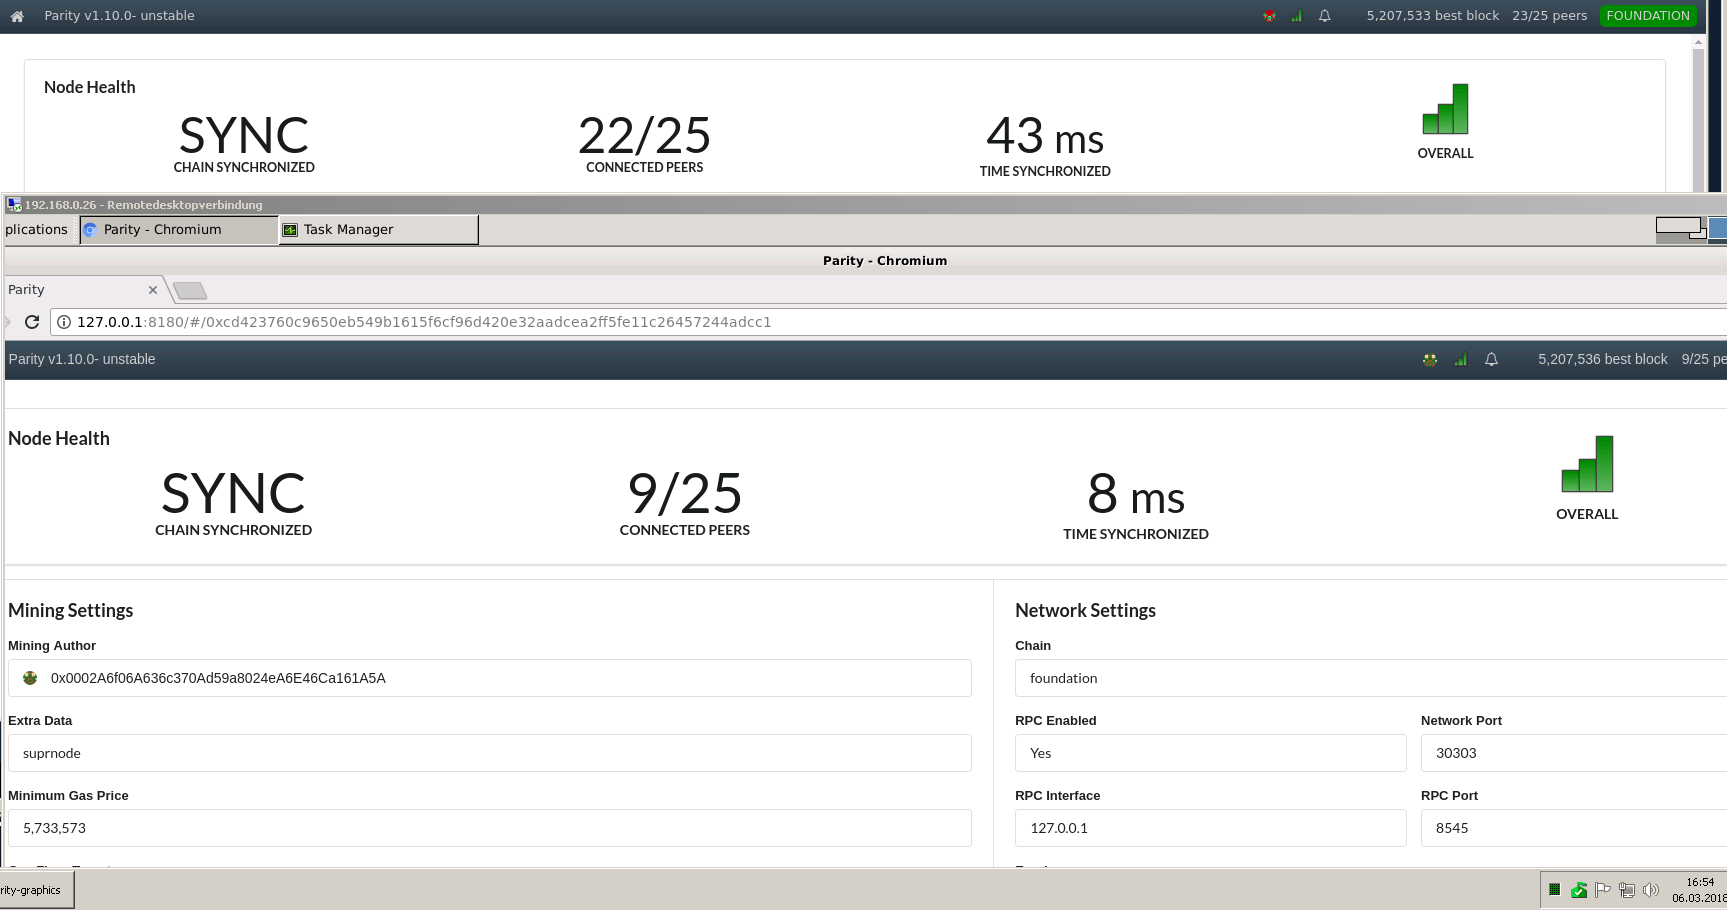 Parity v1.10.0- unstable 5,207,533 best block 23/25 peers FOUNDATION
Node Health
SYNC 22/25 43 ms
CHAIN SYNCHRONIZED CONNECTED PEERS TIME SYNCHRONIZED OVERALL
192.168.0.26 - Remotedesktopverbindung
plications Parity - Chromium Task Manager
Parity - Chromium
Parity
127.0.0.1:8180/#/0xcd423760c9650eb549b1615f6cf96d420e32aadcea2ff5fe11c26457244adcc1
Parity v1.10.0- unstable 5,207,536 best block 9/25 pe
Node Health
SYNC 9/25 8 ms
CHAIN SYNCHRONIZED CONNECTED PEERS TIME SYNCHRONIZED OVERALL
Mining Settings
Mining Author
0x0002A6f06A636c370Ad59a8024eA6E46Ca161A5A
Extra Data
suprnode
Minimum Gas Price
5,733,573
Network Settings
Chain
foundation
RPC Enabled Network Port
Yes 30303
RPC Interface RPC Port
127.0.0.1 8545
rity-graphics
16:54
06.03.2018